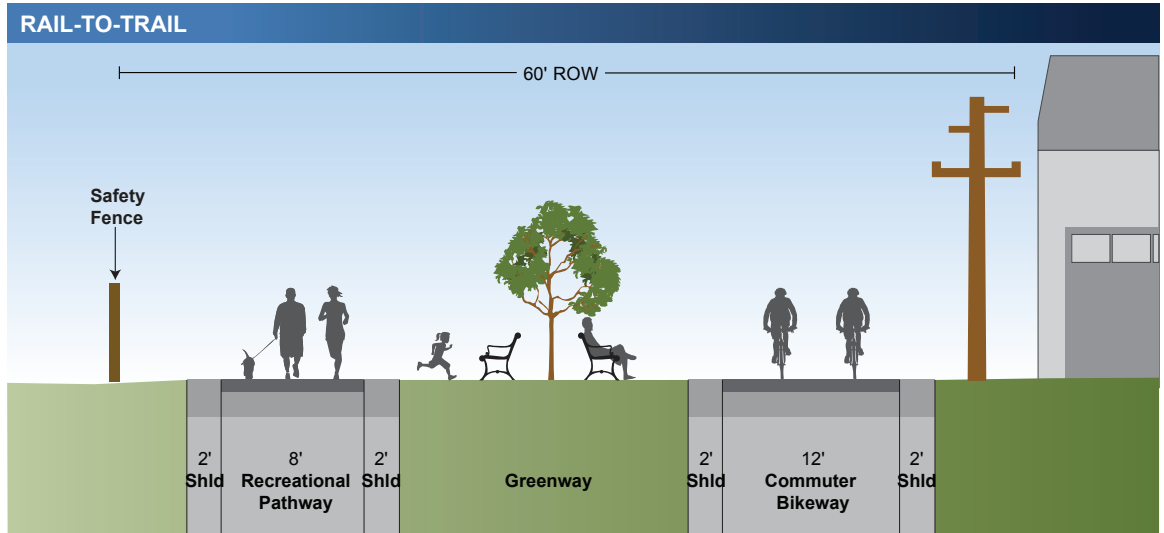 RAIL-TO-TRAIL
60' ROW
Safety
Fence
2'
Shld
8'
Recreational
Pathway
2'
Shld
Greenway
2'
Shld
12'
Commuter
Bikeway
2'
Shld